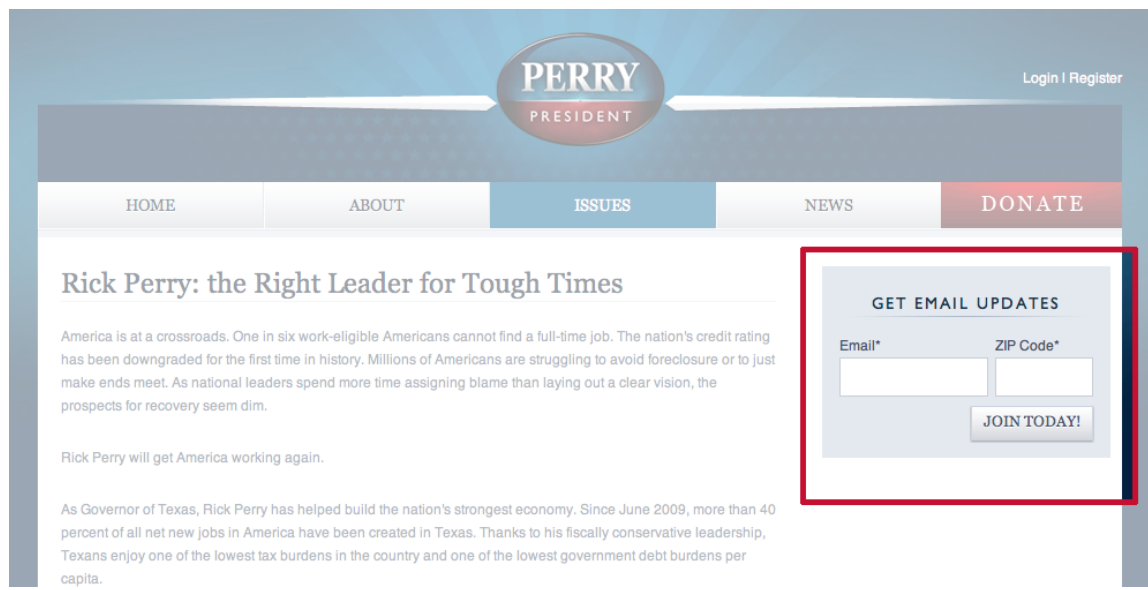 PERRY
PRESIDENT
Login I Register
HOME
ABOUT
ISSUES
NEWS
DONATE
Rick Perry: the Right Leader for Tough Times
America is at a crossroads. One in six work-eligible Americans cannot find a full-time job. The nation's credit rating
has been downgraded for the first time in history. Millions of Americans are struggling to avoid foreclosure or to just
make ends meet. As national leaders spend more time assigning blame than laying out a clear vision, the
prospects for recovery seem dim.
Rick Perry will get America working again.
As Governor of Texas, Rick Perry has helped build the nation's strongest economy. Since June 2009, more than 40
percent of all net new jobs in America have been created in Texas. Thanks to his fiscally conservative leadership,
Texans enjoy one of the lowest tax burdens in the country and one of the lowest government debt burdens per
capita.
GET EMAIL UPDATES
Email*
ZIP Code*
JOIN TODAY!